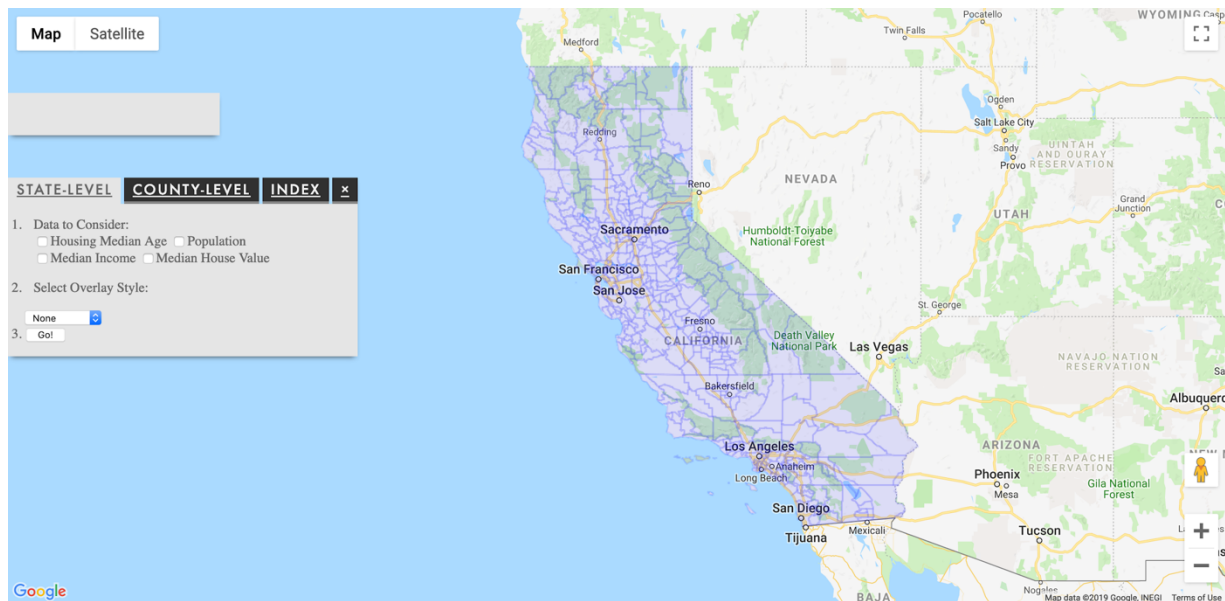 Map Satellite
STATE-LEVEL COUNTY-LEVEL INDEX ×
1. Data to Consider:
Housing Median Age Population
Median Income Median House Value
2. Select Overlay Style:
None
3. Go!
Pocatello
WYOMING
Casp
Twin Falls
Medford
Ogden
Salt Lake City
Redding
Sandy
Provo
UINTAH
AND OURAY
RESERVATION
Reno
NEVADA
Grand
Junction
UTAH
Sacramento
Humboldt-Toiyabe
National Forest
San Francisco
San Jose
St. George
Fresno
CALIFORNIA
Death Valley
National Park
Las Vegas
NAVAJO NATION
RESERVATION
Bakersfield
Albuquerq
Los Angeles
Anaheim
Long Beach
ARIZONA
FORT APACHE
RESERVATION
Phoenix
Mesa
Gila National
Forest
San Diego
Tijuana
Mexicali
Tucson
Nogales
BAJA
Google
Map data ©2019 Google, INEGI Terms of Use